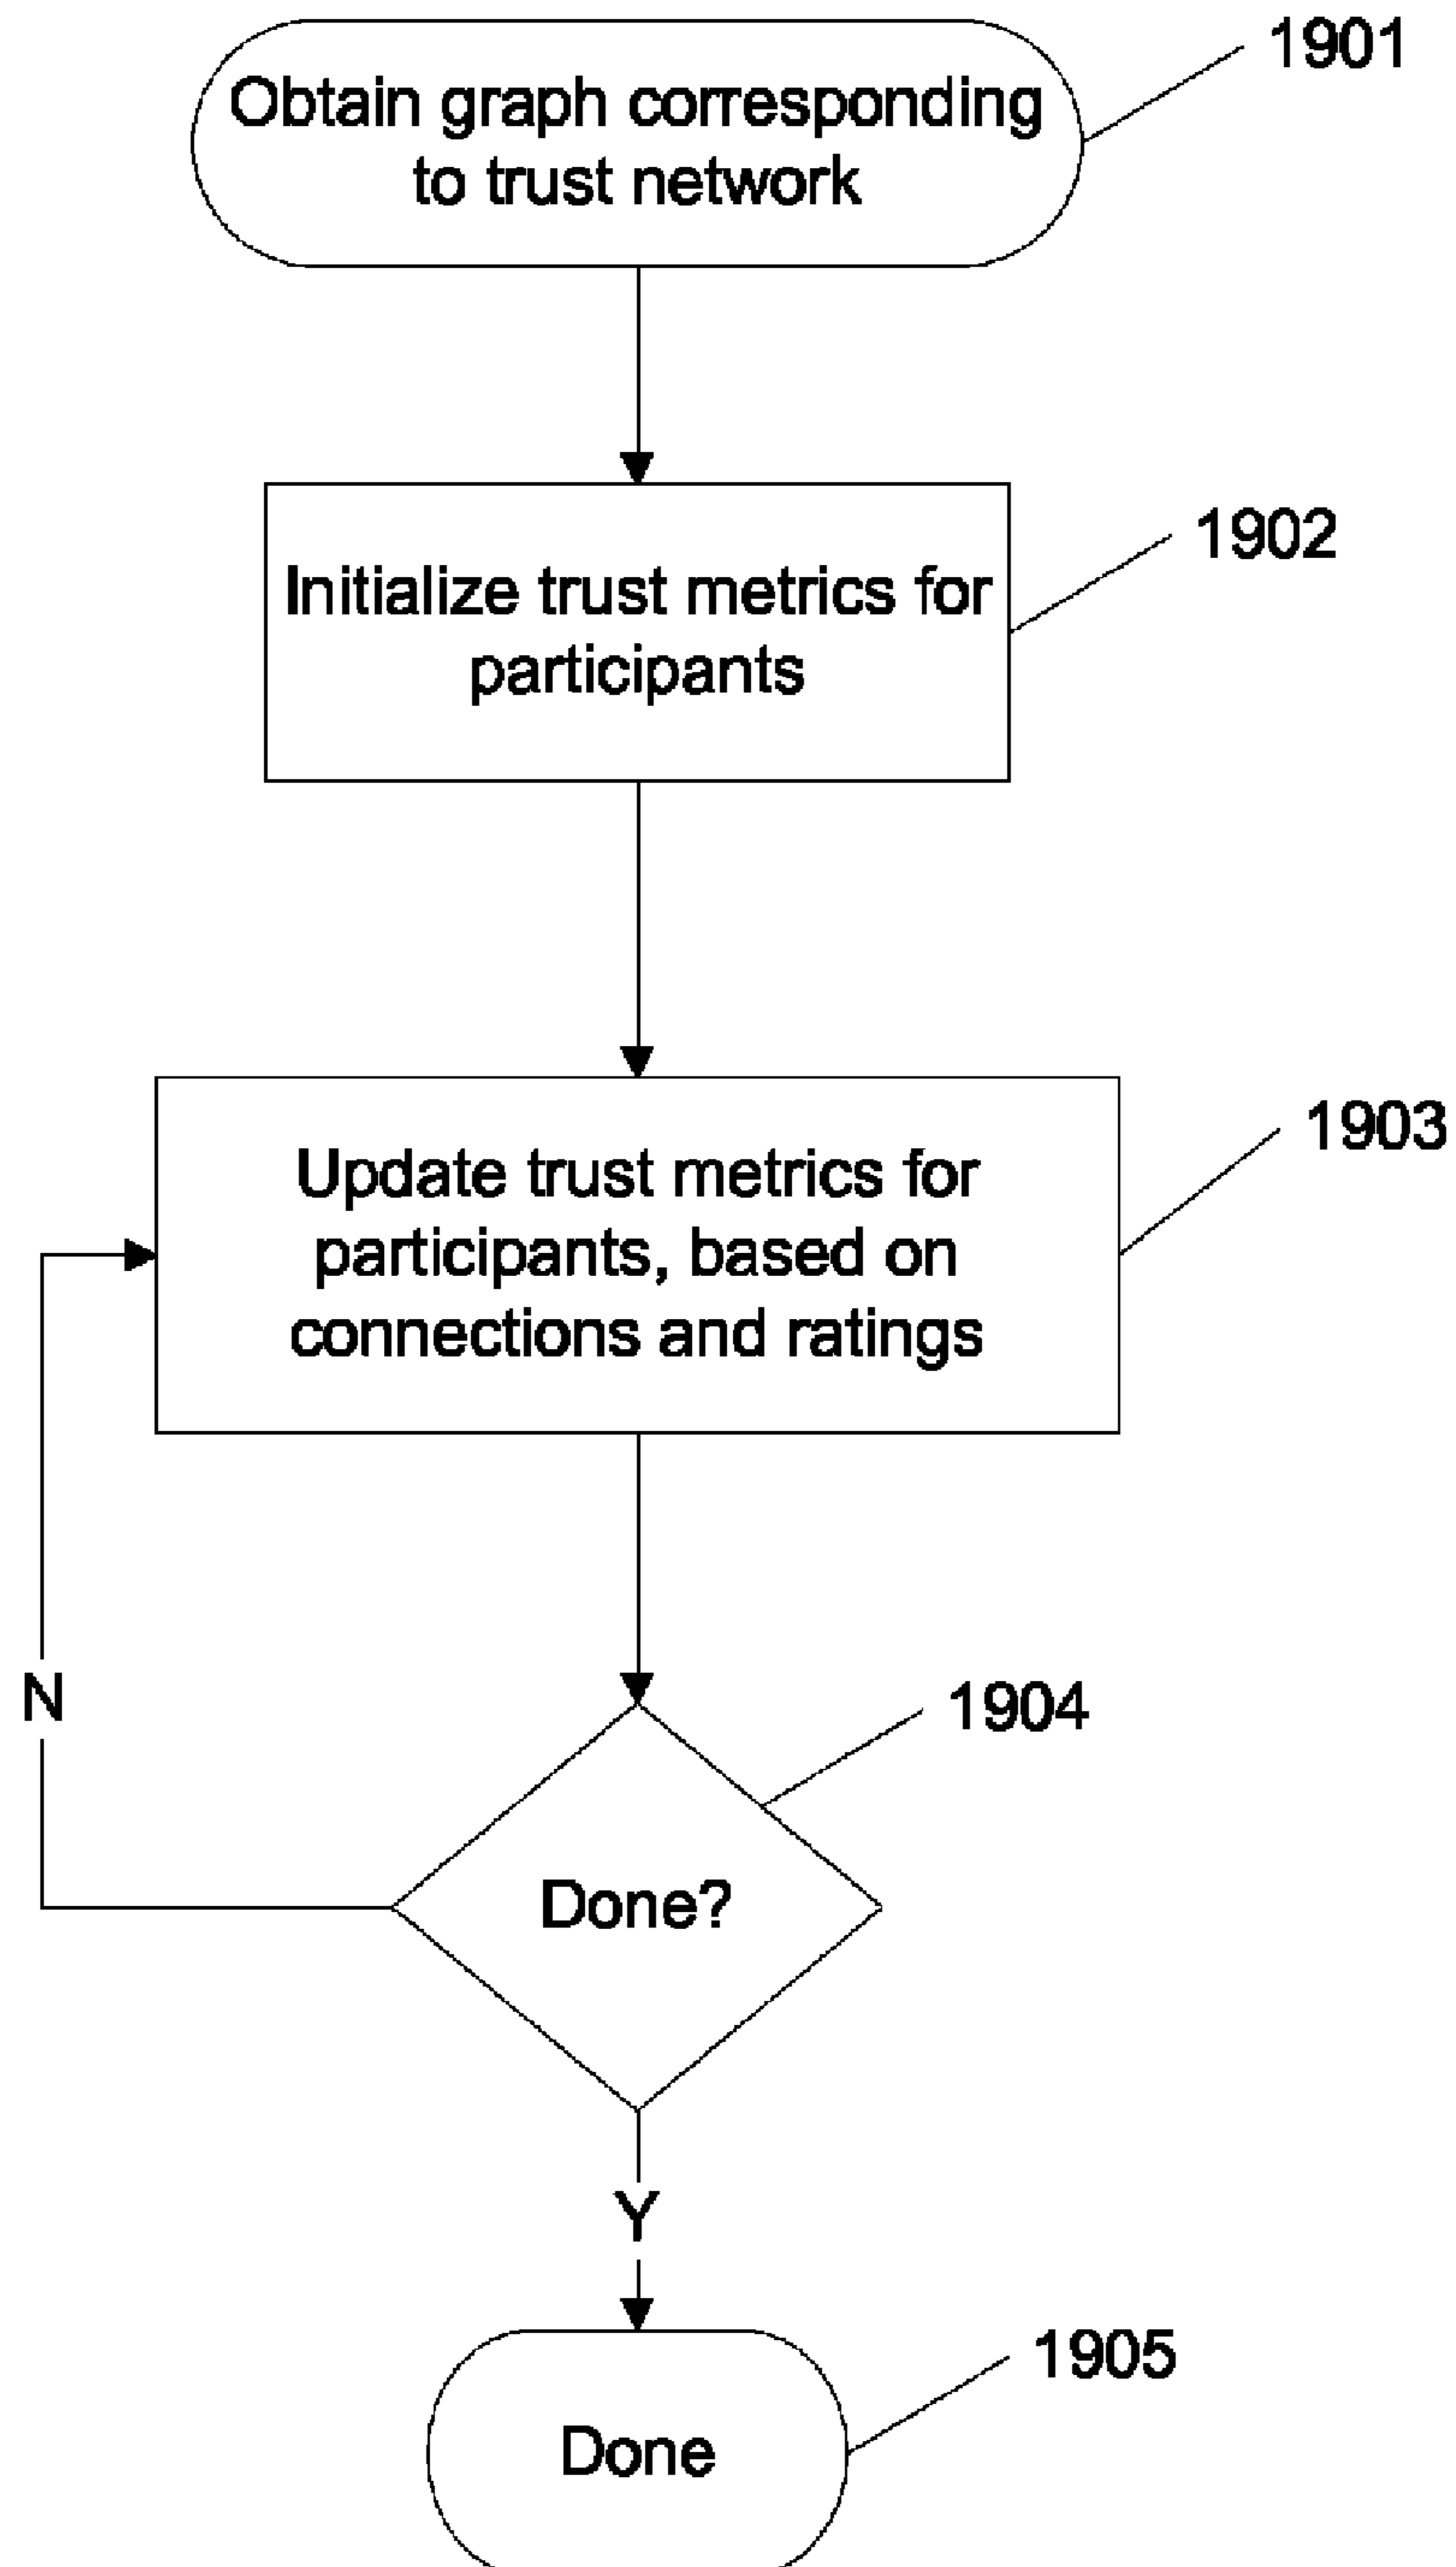 1901
Obtain graph corresponding
to trust network
1902
Initialize trust metrics for
participants
1903
Update trust metrics for
participants, based on
connections and ratings
N
1904
Done?
Y
1905
Done